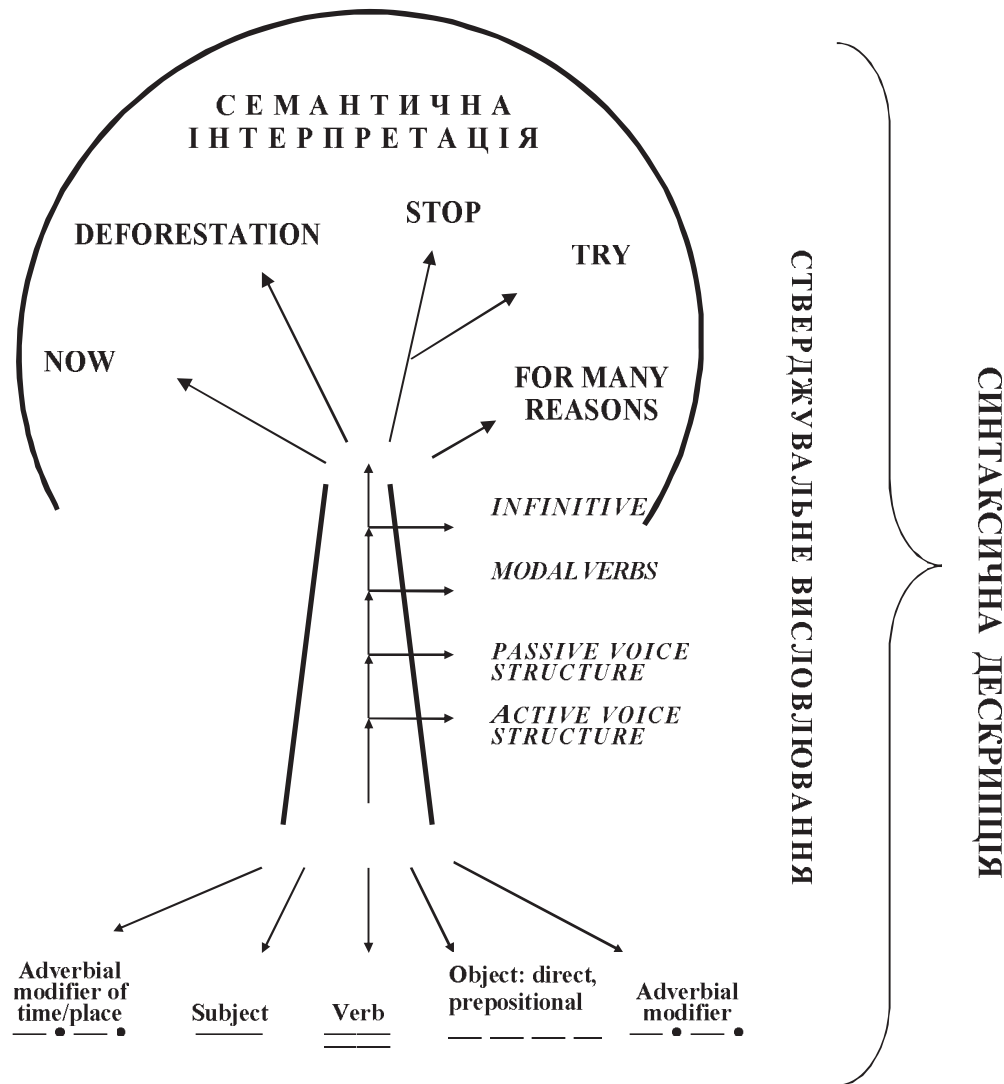 СЕМАНТИЧНА
ІНТЕРПРЕТАЦІЯ
STOP
DEFORESTATION
TRY
NOW
FOR MANY
REASONS
INFINITIVE
MODAL VERBS
PASSIVE VOICE
STRUCTURE
ACTIVE VOICE
STRUCTURE
СТВЕРДЖУВАЛЬНЕ ВИСЛОВЛЮВАННЯ
СИНТАКСИЧНА ДЕСКРИПЦІЯ
Adverbial
modifier of
time/place
Subject
Verb
Object: direct,
prepositional
Adverbial
modifier